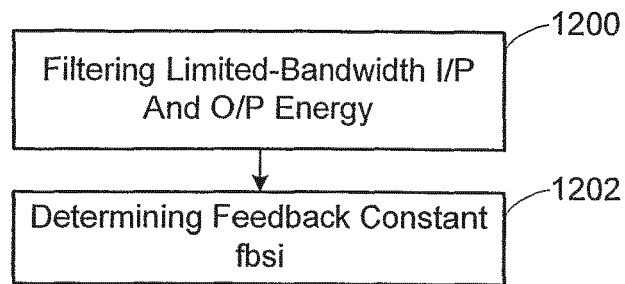 1200
Filtering Limited-Bandwidth I/P
And O/P Energy
1202
Determining Feedback Constant
fbsi